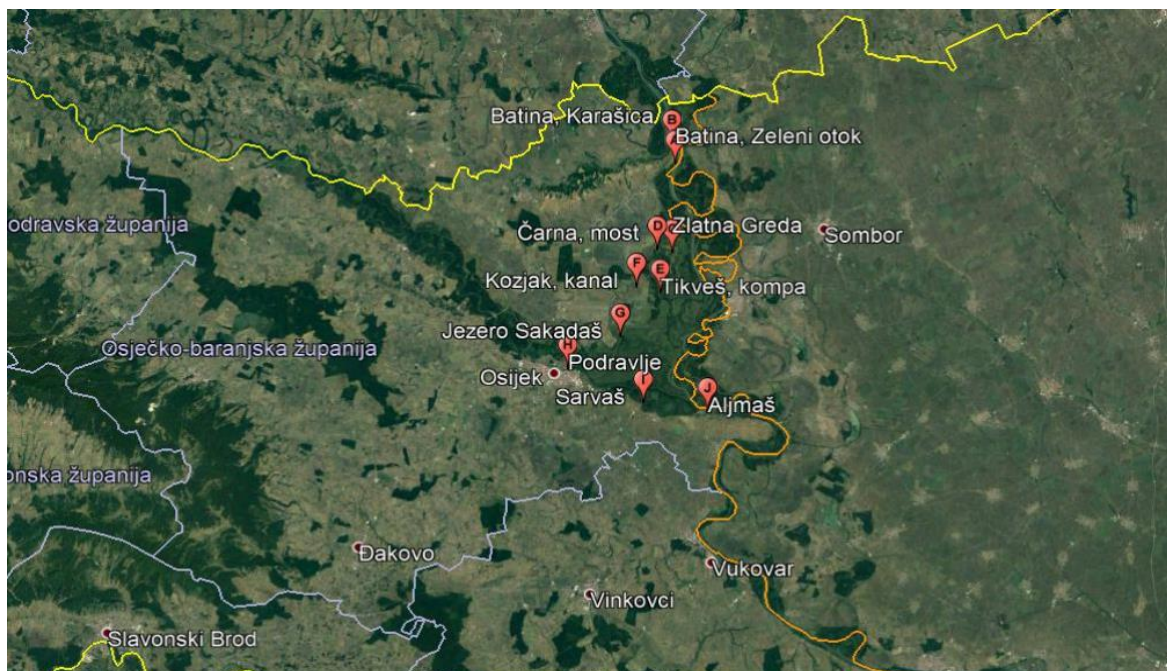 Batina, Karašica
B
Batina, Zeleni otok
odravska županija
Čarna, most
D
Zlatna Greda
Sombor
F
E
Kozjak, kanal
Tikveš, kompa
G
Jezero Sakadaš
Osječko-baranjska županija
H
Podravlje
Osijek
I
J
Sarvaš
Aljmaš
onska županija
Đakovo
Vukovar
Vinkovci
Slavonski Brod